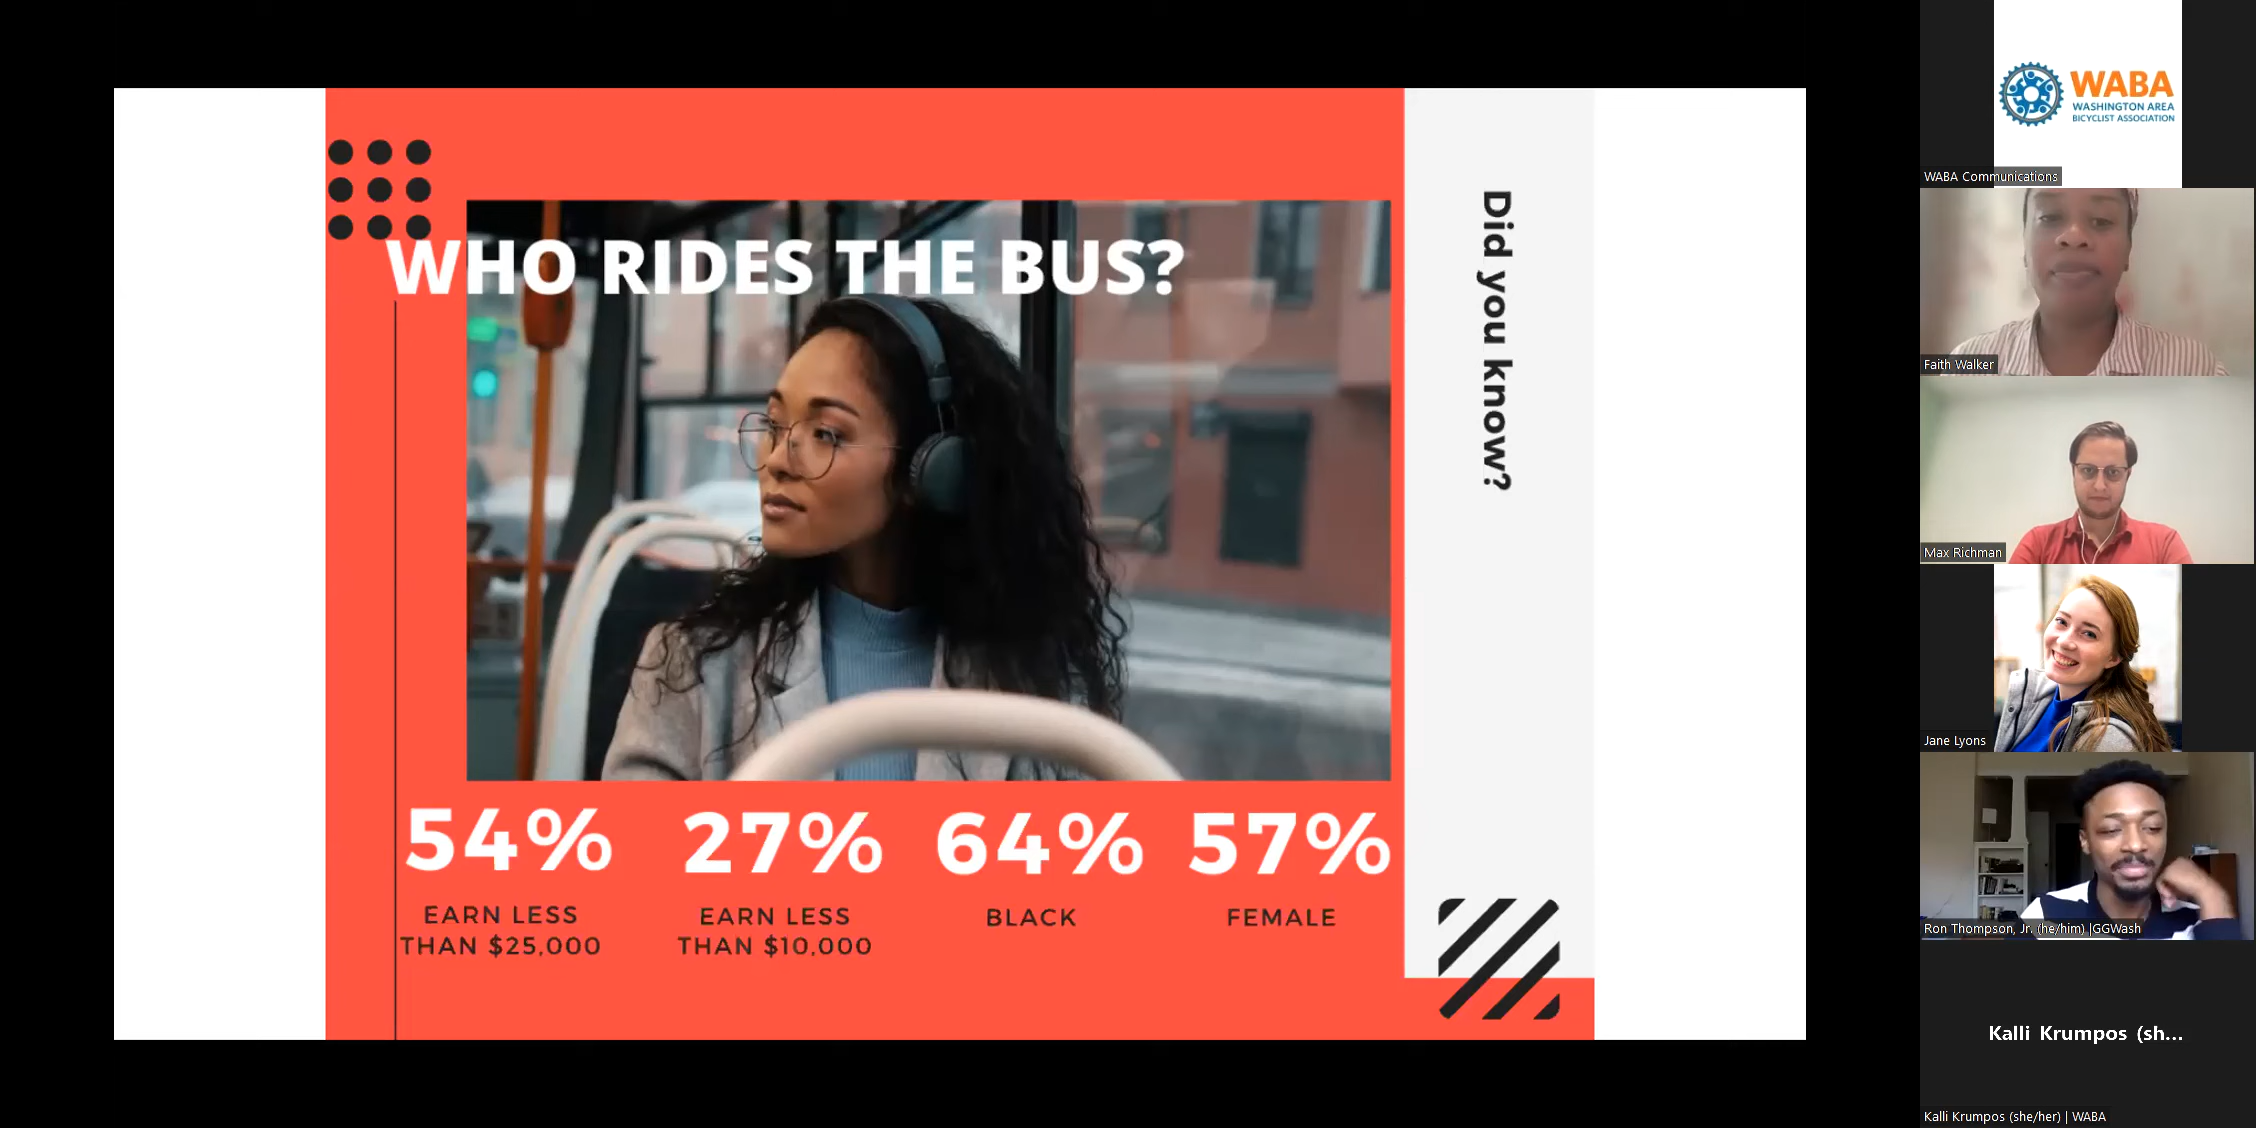 WHO RIDES THE BUS?
Did you know?
54%
EARN LESS
THAN $25,000
27%
EARN LESS
THAN $10,000
64%
BLACK
57%
FEMALE
WABA
WASHINGTON AREA
BICYCLIST ASSOCIATION
WABA Communications
Faith Walker
Max Richman
Jane Lyons
Ron Thompson, Jr. (he/him) |GGWash
Kalli Krumpos (sh...
Kalli Krumpos (she/her) | WABA